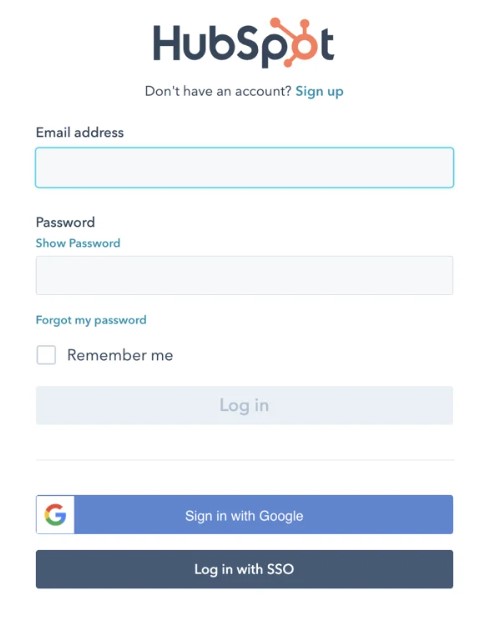 HubSpot
Don't have an account? Sign up
Email address
Password
Show Password
Forgot my password
Remember me
Log in
Sign in with Google
Log in with SSO